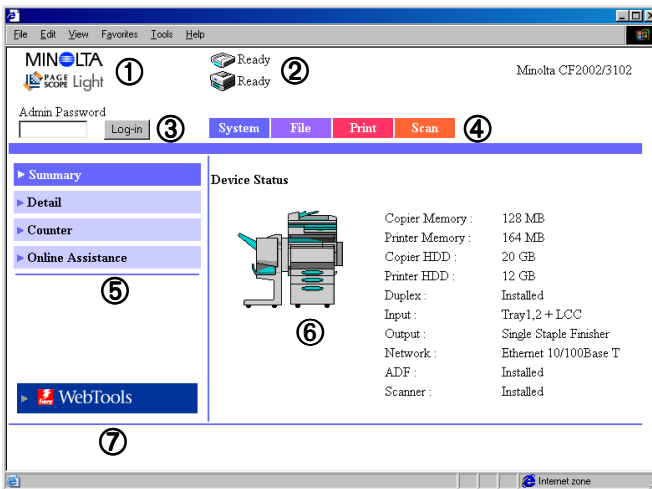 File Edit View Favorites Tools Help
MINOLTA
PAGE SCOPE Light
①
Ready
Ready
②
Minolta CF2002/3102
Admin Password
Log-in
③
System File Print Scan
④
Summary
Detail
Counter
Online Assistance
⑤
Device Status
Copier Memory : 128 MB
Printer Memory : 164 MB
Copier HDD : 20 GB
Printer HDD : 12 GB
Duplex : Installed
Input : Tray1,2 + LCC
Output : Single Staple Finisher
Network : Ethernet 10/100Base T
ADF : Installed
Scanner : Installed
⑥
fiery WebTools
⑦
Internet zone